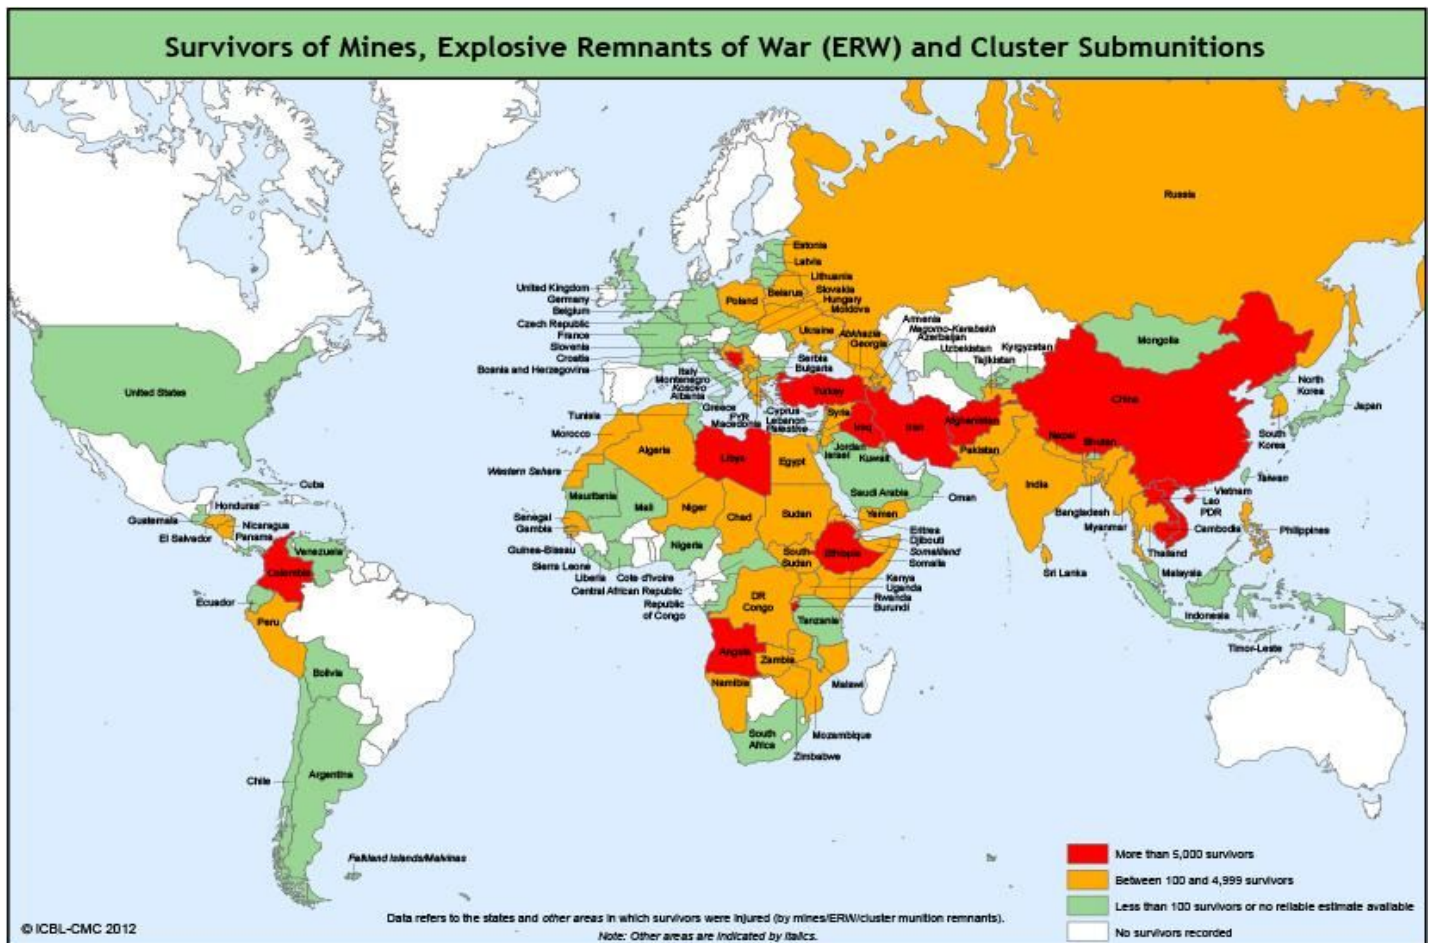 Survivors of Mines, Explosive Remnants of War (ERW) and Cluster Submunitions
Russia
Estonia
Latvia
Lithuania
United Kingdom
Germany
Belgium
Poland
Belarus
Slovakia
Hungary
Moldova
Czech Republic
France
Slovenia
Croatia
Bosnia and Herzegovina
Ukraine
Abkhazia
Georgia
Armenia
Nagorno-Karabakh
Azerbaijan
Uzbekistan
Tajikistan
Kyrgyzstan
Mongolia
Serbia
Bulgaria
Italy
Montenegro
Kosovo
Albania
Greece
FYR
Macedonia
Cyprus
Lebanon
Palestine
Turkey
Syria
Iraq
Iran
Afghanistan
China
North
Korea
South
Korea
Japan
Taiwan
United States
Tunisia
Morocco
Algeria
Libya
Egypt
Jordan
Israel
Kuwait
Pakistan
Nepal
Bhutan
India
Western Sahara
Mauritania
Mali
Niger
Chad
Sudan
Saudi Arabia
Oman
Yemen
Bangladesh
Myanmar
Vietnam
Lao
PDR
Cambodia
Thailand
Philippines
Cuba
Honduras
Guatemala
Nicaragua
El Salvador
Panama
Venezuela
Colombia
Ecuador
Peru
Bolivia
Senegal
Gambia
Guinea-Bissau
Sierra Leone
Liberia
Cote d'Ivoire
Nigeria
Central African Republic
Republic
of Congo
DR
Congo
South
Sudan
Ethiopia
Eritrea
Djibouti
Somaliland
Somalia
Kenya
Uganda
Rwanda
Burundi
Tanzania
Sri Lanka
Malaysia
Indonesia
Timor-Leste
Angola
Zambia
Namibia
Malawi
South
Africa
Mozambique
Zimbabwe
Chile
Argentina
Falkland Islands/Malvinas
More than 5,000 survivors
Between 100 and 4,999 survivors
Less than 100 survivors or no reliable estimate available
No survivors recorded
Data refers to the states and other areas in which survivors were injured (by mines/ERW/cluster munition remnants).
Note: Other areas are indicated by italics.
© ICBL-CMC 2012